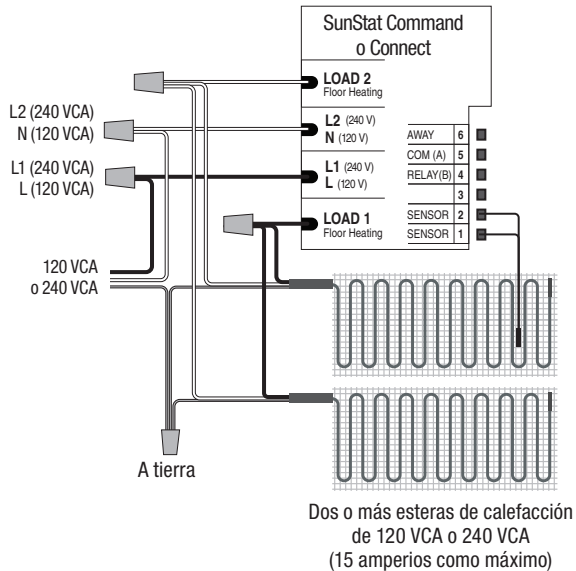 SunStat Command
o Connect
LOAD 2
Floor Heating
L2 (240 VCA)
N (120 VCA)
L2 (240 V)
N (120 V)
L1 (240 VCA)
L (120 VCA)
L1 (240 V)
L (120 V)
LOAD 1
Floor Heating
AWAY 6
COM (A) 5
RELAY(B) 4
3
SENSOR 2
SENSOR 1
120 VCA
o 240 VCA
A tierra
Dos o más esteras de calefacción
de 120 VCA o 240 VCA
(15 amperios como máximo)